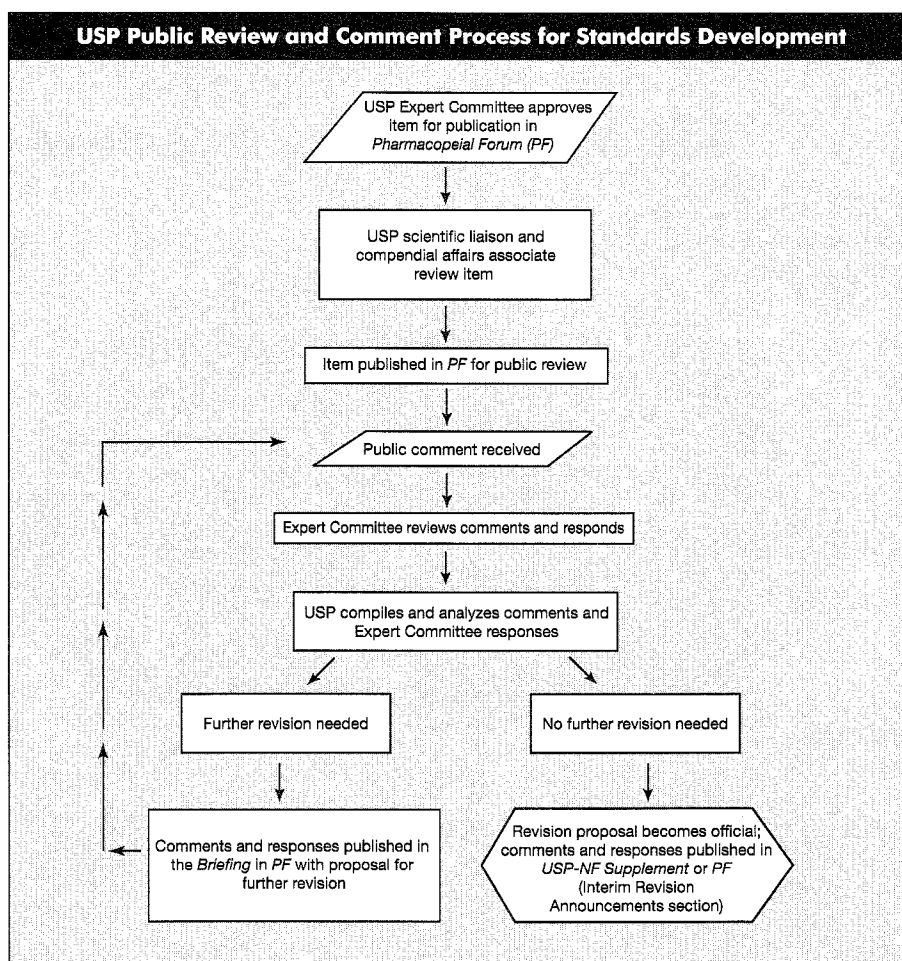 USP Public Review and Comment Process for Standards Development
USP Expert Committee approves
item for publication in
Pharmacopeial Forum (PF)
USP scientific liaison and
compendial affairs associate
review item
Item published in PF for public review
Public comment received
Expert Committee reviews comments and responds
USP compiles and analyzes comments and
Expert Committee responses
Further revision needed
No further revision needed
Comments and responses published in
the Briefing in PF with proposal for
further revision
Revision proposal becomes official;
comments and responses published in
USP-NF Supplement or PF
(Interim Revision
Announcements section)